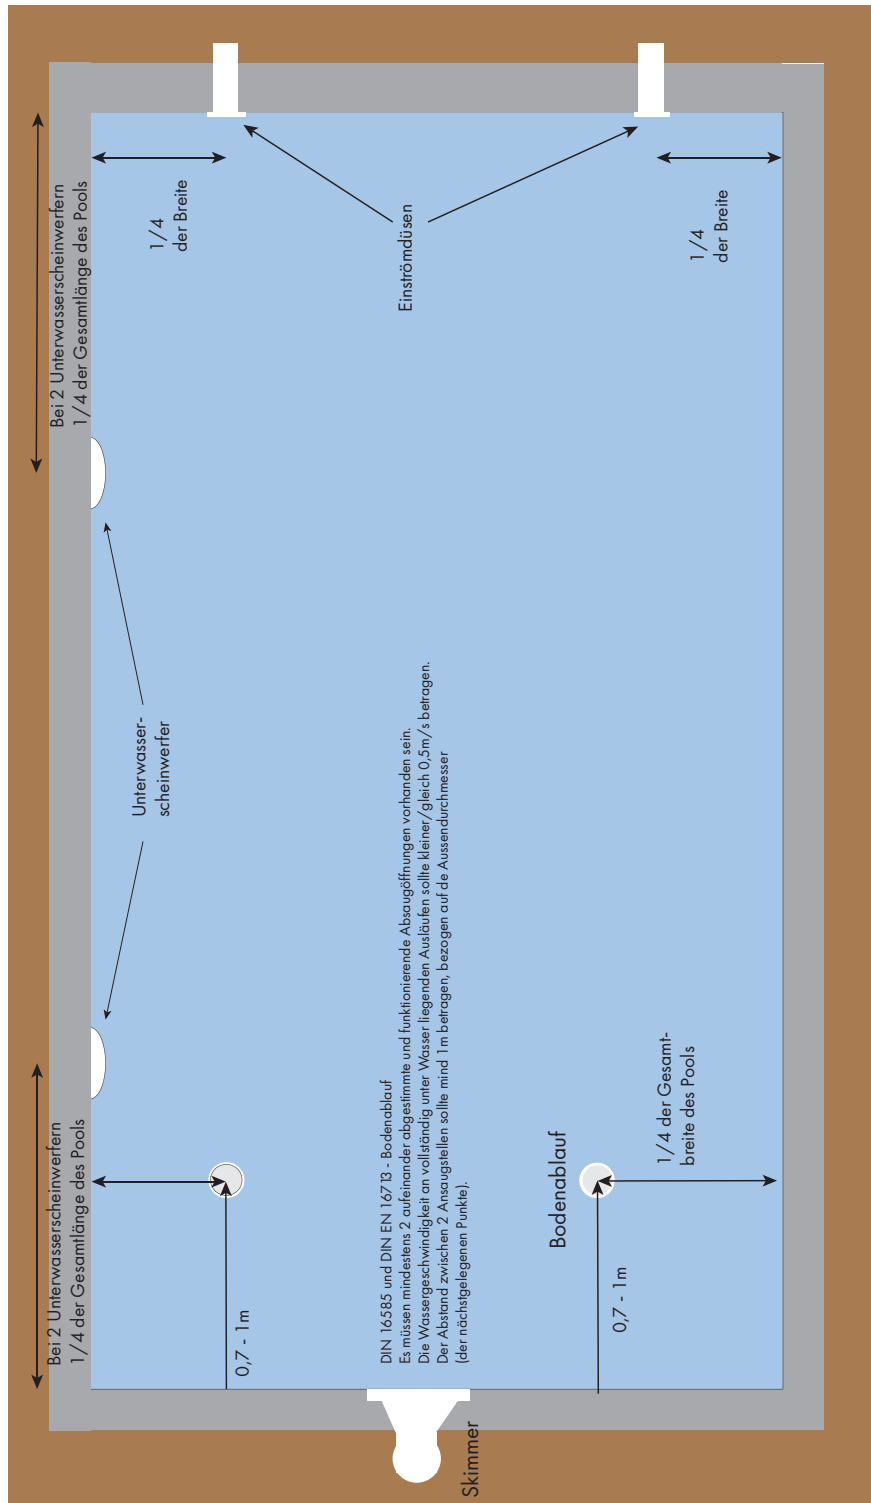 Bei 2 Unterwasserscheinwerfern
1/4 der Gesamtlänge des Pools
Bei 2 Unterwasserscheinwerfern
1/4 der Gesamtlänge des Pools
Unterwasser-
scheinwerfer
1/4
der Breite
0,7 - 1m
Einströmdüsen
DIN 16585 und DIN EN 16713 - Bodenablauf
Es müssen mindestens 2 aufeinander abgestimmte und funktionierende Absaugöffnungen vorhanden sein.
Die Wassergeschwindigkeit an vollständig unter Wasser liegenden Ausläufen sollte kleiner/gleich 0,5m/s betragen.
Der Abstand zwischen 2 Ansaugstellen sollte mind 1m betragen, bezogen auf de Aussendurchmesser
(der nächstgelegenen Punkte).
Skimmer
Bodenablauf
0,7 - 1m
1/4 der Gesamt-
breite des Pools
1/4
der Breite